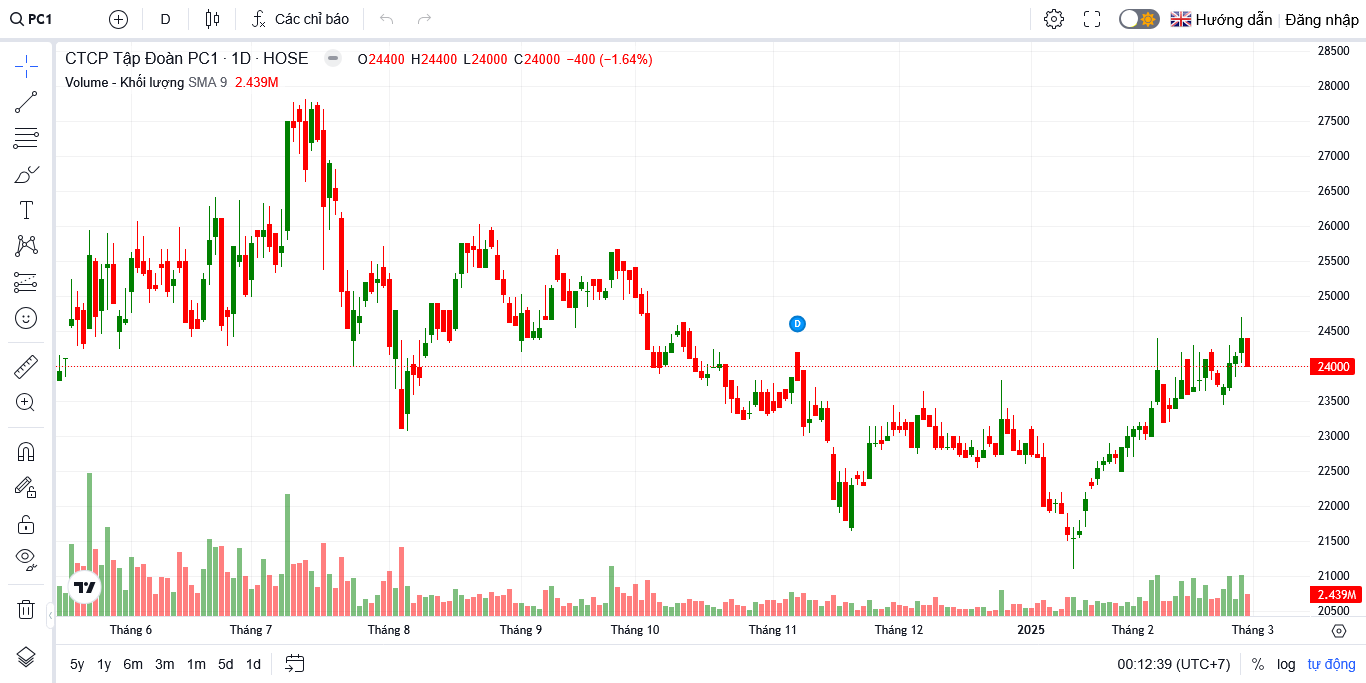 PC1 D Các chỉ báo Hướng dẫn Đăng nhập
CTCP Tập Đoàn PC1 · 1D · HOSE O24400 H24400 L24000 C24000 −400 (−1.64%)
Volume - Khối lượng SMA 9 2.439M
28500
28000
27500
27000
26500
26000
25500
25000
D
24500
24000
23500
23000
22500
22000
21500
21000
2.439M
20500
Tháng 6 Tháng 7 Tháng 8 Tháng 9 Tháng 10 Tháng 11 Tháng 12 2025 Tháng 2 Tháng 3
5y 1y 6m 3m 1m 5d 1d 00:12:39 (UTC+7) % log tự động